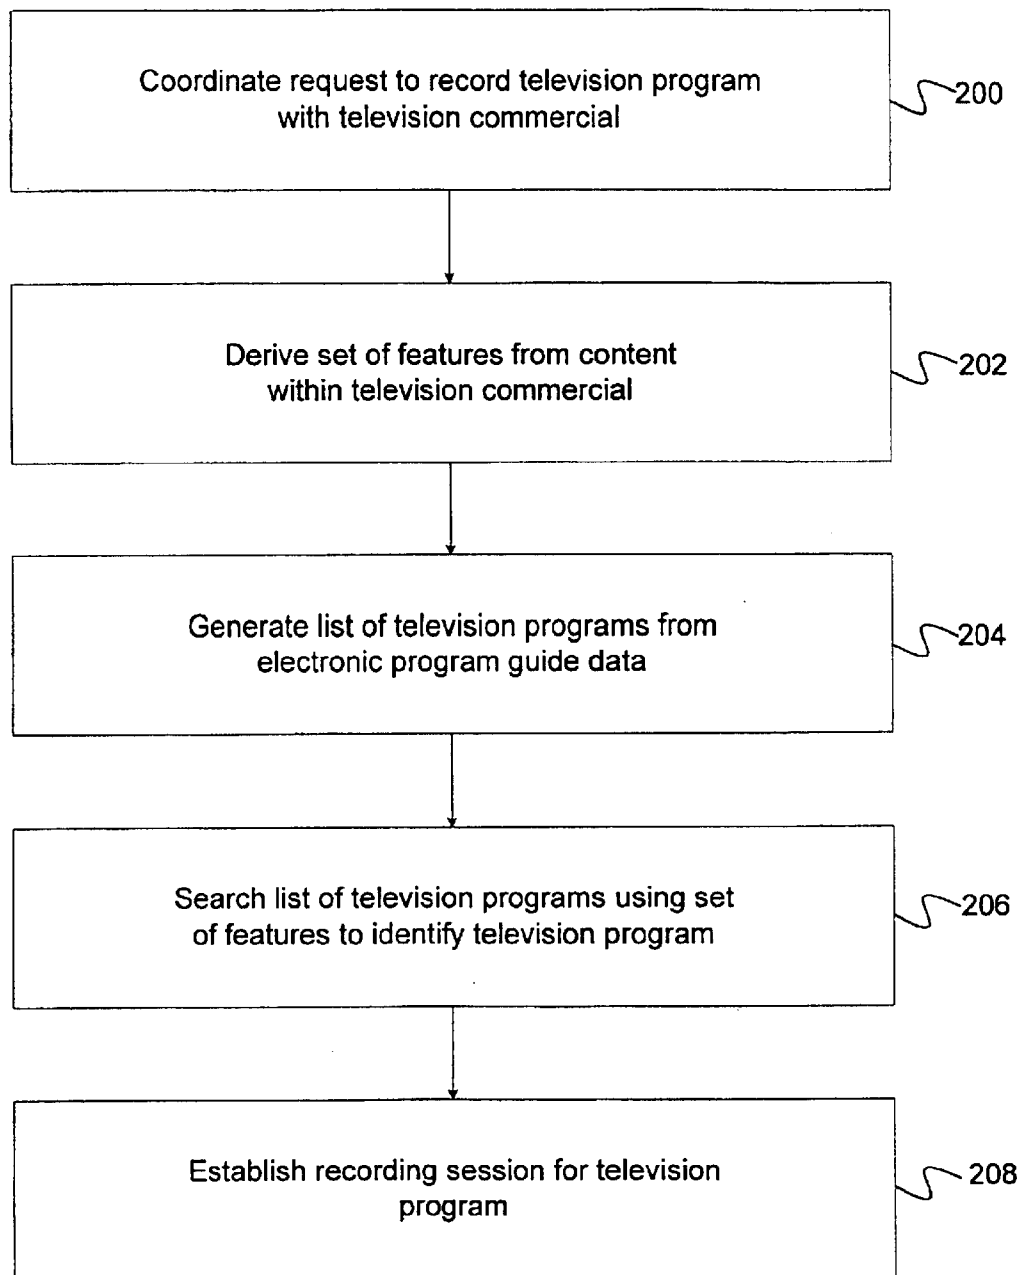 Coordinate request to record television program
with television commercial
200
Derive set of features from content
within television commercial
202
Generate list of television programs from
electronic program guide data
204
Search list of television programs using set
of features to identify television program
206
Establish recording session for television
program
208